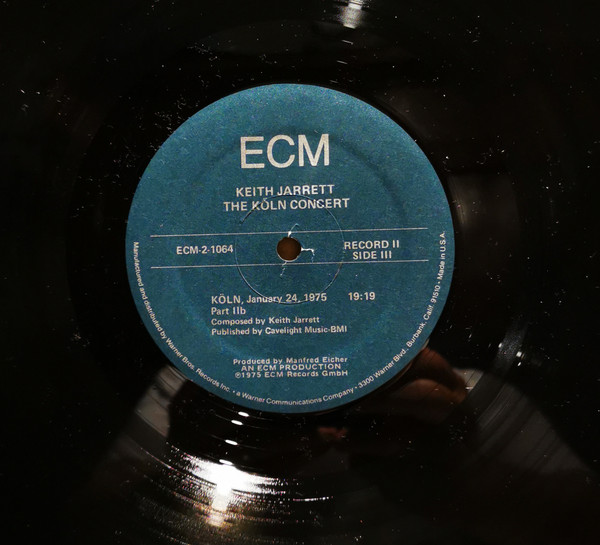 ECM
KEITH JARRETT
THE KÖLN CONCERT
ECM-2-1064
RECORD II
SIDE III
KÖLN, January 24, 1975 19:19
Part IIb
Composed by Keith Jarrett
Published by Cavelight Music-BMI
Produced by Manfred Eicher
AN ECM PRODUCTION
℗1975 ECM Records GmbH
Manufactured and distributed by Warner Bros. Records Inc. • a Warner Communications Company • 3300 Warner Blvd., Burbank, Calif. 91510 • Made in U.S.A.